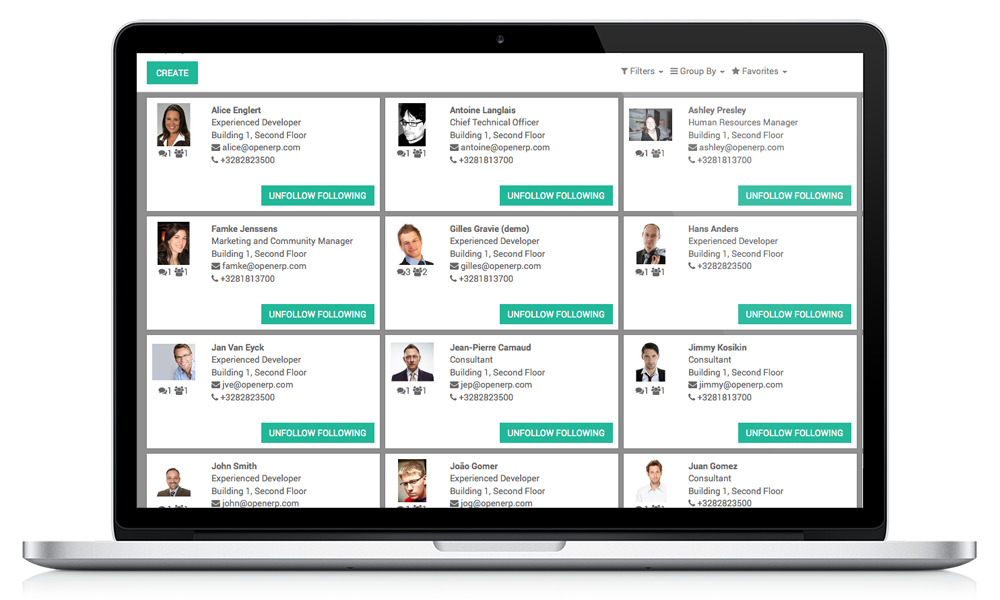 CREATE
Filters
Group By
Favorites
Alice Englert
Experienced Developer
Building 1, Second Floor
alice@openerp.com
+3282823500
1 1
UNFOLLOW FOLLOWING
Antoine Langlais
Chief Technical Officer
Building 1, Second Floor
antoine@openerp.com
+3281813700
1 1
UNFOLLOW FOLLOWING
Ashley Presley
Human Resources Manager
Building 1, Second Floor
ashley@openerp.com
+3281813700
1 1
UNFOLLOW FOLLOWING
Famke Jenssens
Marketing and Community Manager
Building 1, Second Floor
famke@openerp.com
+3281813700
1 1
UNFOLLOW FOLLOWING
Gilles Gravie (demo)
Experienced Developer
Building 1, Second Floor
gilles@openerp.com
+3281813700
3 2
UNFOLLOW FOLLOWING
Hans Anders
Experienced Developer
Building 1, Second Floor
+3282823500
1 1
UNFOLLOW FOLLOWING
Jan Van Eyck
Experienced Developer
Building 1, Second Floor
jve@openerp.com
+3282823500
1 1
UNFOLLOW FOLLOWING
Jean-Pierre Carnaud
Consultant
Building 1, Second Floor
jep@openerp.com
+3282823500
1 1
UNFOLLOW FOLLOWING
Jimmy Kosikin
Consultant
Building 1, Second Floor
jimmy@openerp.com
+3281813700
1 1
UNFOLLOW FOLLOWING
John Smith
Experienced Developer
Building 1, Second Floor
john@openerp.com
João Gomer
Experienced Developer
Building 1, Second Floor
jog@openerp.com
Juan Gomez
Consultant
Building 1, Second Floor
+3282823500